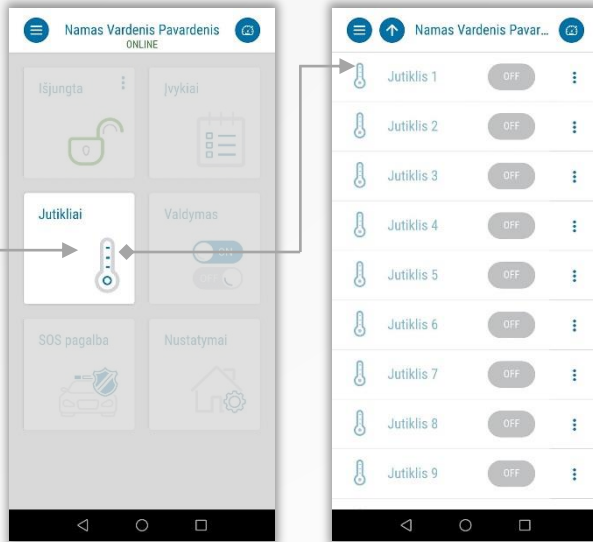 Namas Vardenis Pavardenis
ONLINE
Išjungta
Įvykiai
Jutikliai
Valdymas
ON
OFF
SOS pagalba
Nustatymai
Namas Vardenis Pavar...
Jutiklis 1 OFF
Jutiklis 2 OFF
Jutiklis 3 OFF
Jutiklis 4 OFF
Jutiklis 5 OFF
Jutiklis 6 OFF
Jutiklis 7 OFF
Jutiklis 8 OFF
Jutiklis 9 OFF